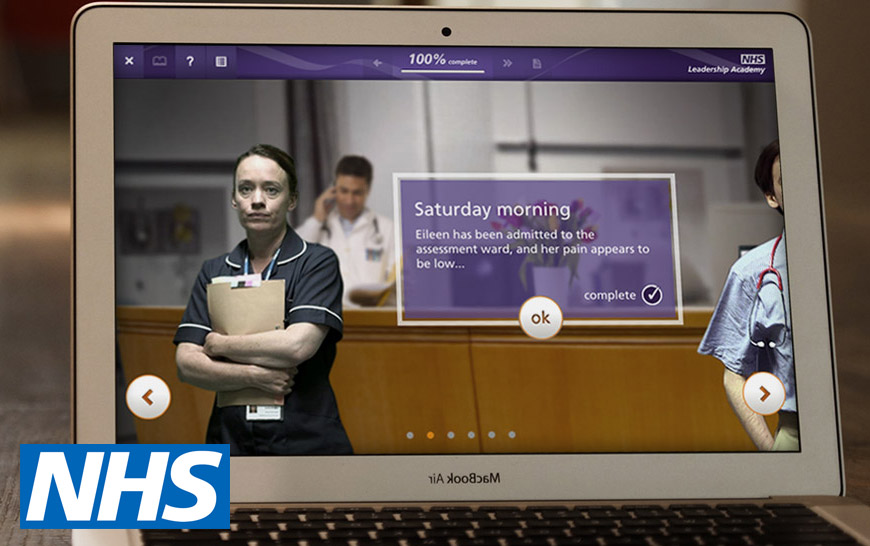 100% complete
NHS
Leadership Academy
Saturday morning
Eileen has been admitted to the
assessment ward, and her pain appears to
be low...
complete
ok
MacBook Air
NHS